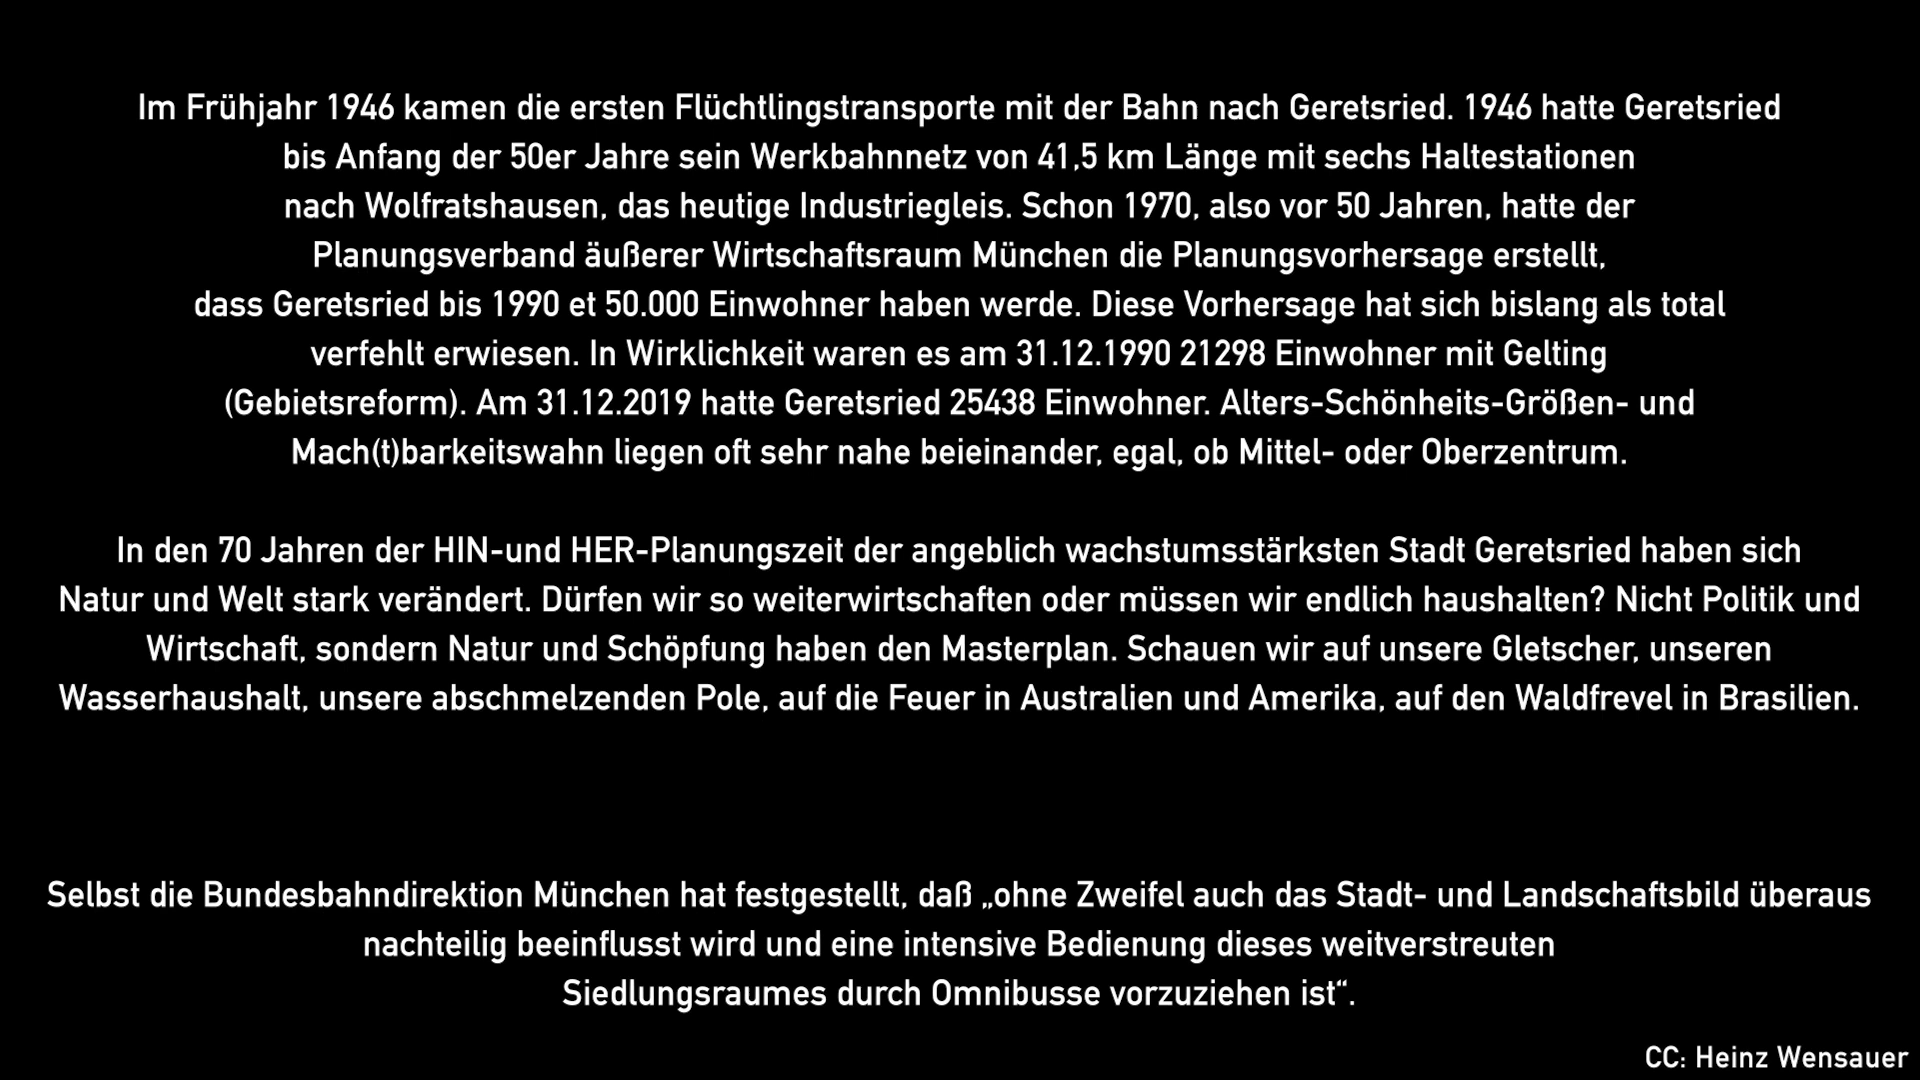 Im Frühjahr 1946 kamen die ersten Flüchtlingstransporte mit der Bahn nach Geretsried. 1946 hatte Geretsried
bis Anfang der 50er Jahre sein Werkbahnnetz von 41,5 km Länge mit sechs Haltestationen
nach Wolfratshausen, das heutige Industriegleis. Schon 1970, also vor 50 Jahren, hatte der
Planungsverband äußerer Wirtschaftsraum München die Planungsvorhersage erstellt,
dass Geretsried bis 1990 et 50.000 Einwohner haben werde. Diese Vorhersage hat sich bislang als total
verfehlt erwiesen. In Wirklichkeit waren es am 31.12.1990 21298 Einwohner mit Gelting
(Gebietsreform). Am 31.12.2019 hatte Geretsried 25438 Einwohner. Alters-Schönheits-Größen- und
Mach(t)barkeitswahn liegen oft sehr nahe beieinander, egal, ob Mittel- oder Oberzentrum.
In den 70 Jahren der HIN-und HER-Planungszeit der angeblich wachstumsstärksten Stadt Geretsried haben sich
Natur und Welt stark verändert. Dürfen wir so weiterwirtschaften oder müssen wir endlich haushalten? Nicht Politik und
Wirtschaft, sondern Natur und Schöpfung haben den Masterplan. Schauen wir auf unsere Gletscher, unseren
Wasserhaushalt, unsere abschmelzenden Pole, auf die Feuer in Australien und Amerika, auf den Waldfrevel in Brasilien.
Selbst die Bundesbahndirektion München hat festgestellt, daß „ohne Zweifel auch das Stadt- und Landschaftsbild überaus
nachteilig beeinflusst wird und eine intensive Bedienung dieses weitverstreuten
Siedlungsraumes durch Omnibusse vorzuziehen ist“.
CC: Heinz Wensauer